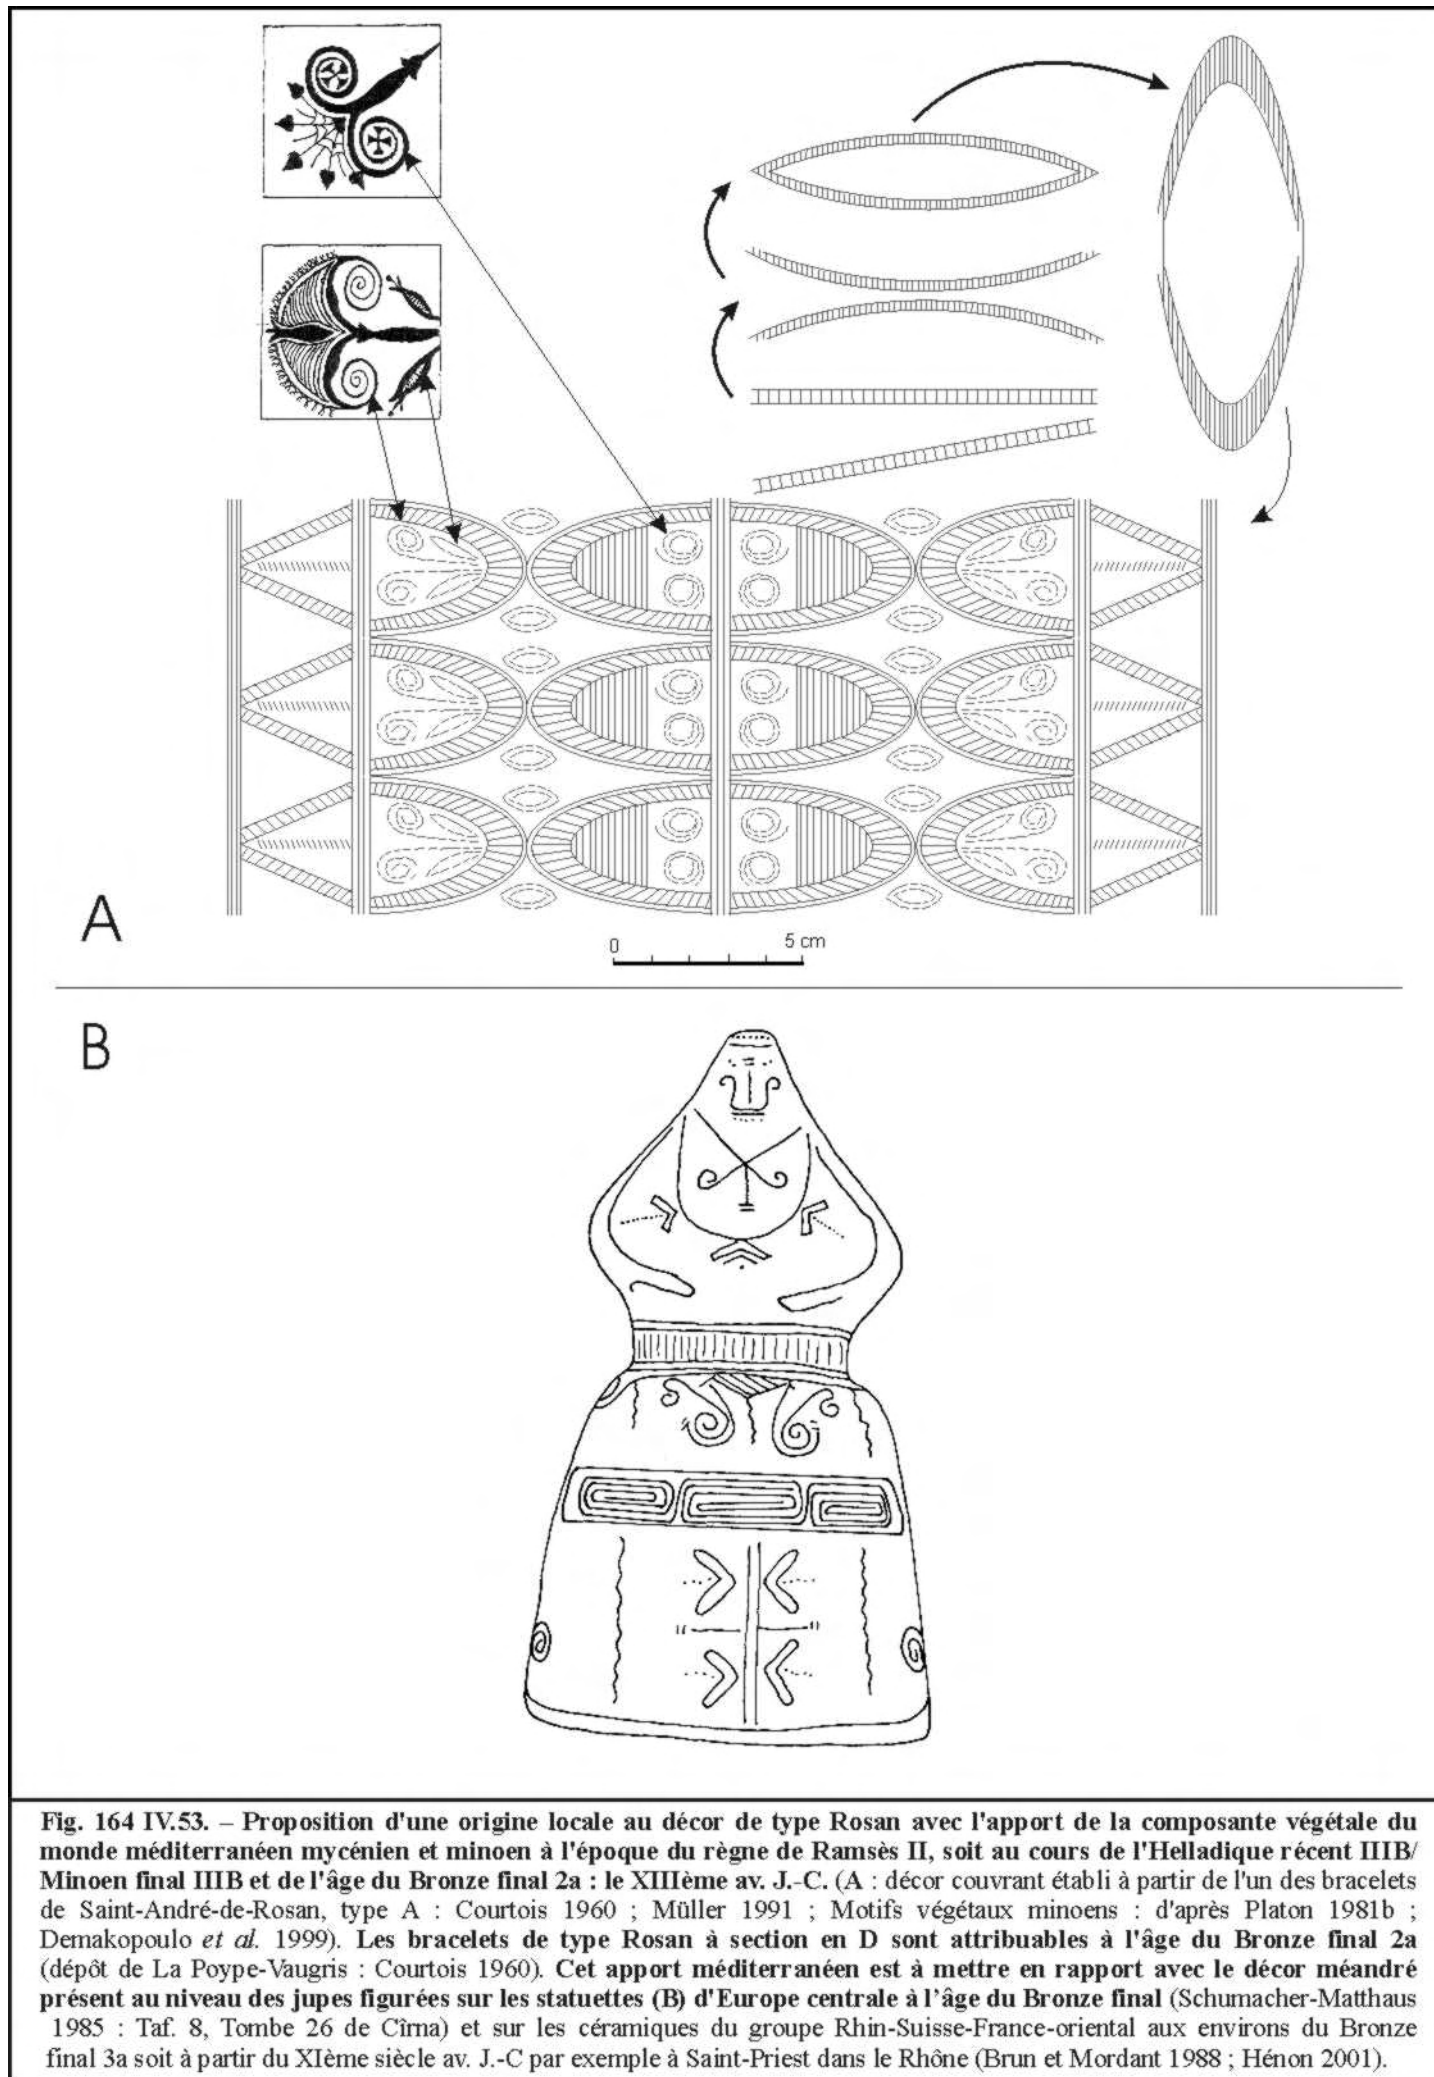 A
0
5 cm
B
Fig. 164 IV.53. – Proposition d'une origine locale au décor de type Rosan avec l'apport de la composante végétale du
monde méditerranéen mycénien et minoen à l'époque du règne de Ramsès II, soit au cours de l'Helladique récent IIIB/
Minoen final IIIB et de l'âge du Bronze final 2a : le XIIIème av. J.-C. (A : décor couvrant établi à partir de l'un des bracelets
de Saint-André-de-Rosan, type A : Courtois 1960 ; Müller 1991 ; Motifs végétaux minoens : d'après Platon 1981b ;
Demakopoulo et al. 1999). Les bracelets de type Rosan à section en D sont attribuables à l'âge du Bronze final 2a
(dépôt de La Poype-Vaugris : Courtois 1960). Cet apport méditerranéen est à mettre en rapport avec le décor méandré
présent au niveau des jupes figurées sur les statuettes (B) d'Europe centrale à l'âge du Bronze final (Schumacher-Matthaus
1985 : Taf. 8, Tombe 26 de Cîrna) et sur les céramiques du groupe Rhin-Suisse-France-oriental aux environs du Bronze
final 3a soit à partir du XIème siècle av. J.-C par exemple à Saint-Priest dans le Rhône (Brun et Mordant 1988 ; Hénon 2001).